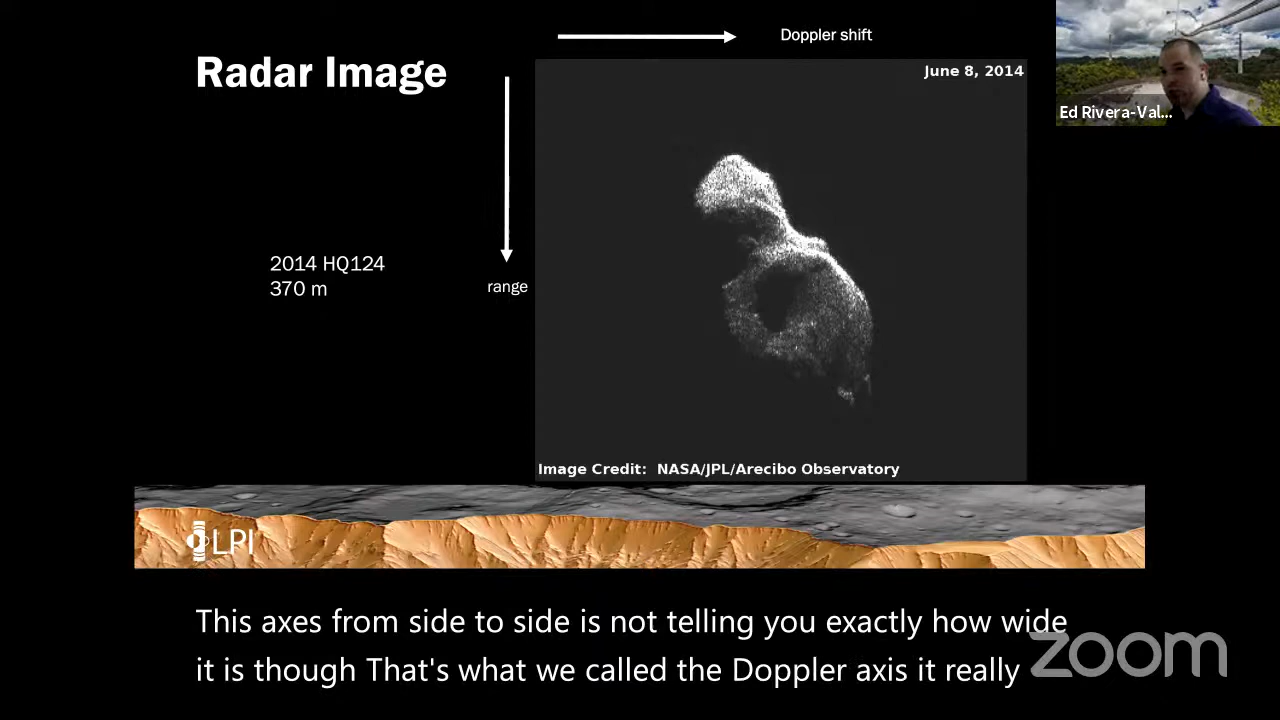 Doppler shift
Radar Image
June 8, 2014
Ed Rivera-Val...
2014 HQ124
370 m
range
Image Credit: NASA/JPL/Arecibo Observatory
LPI
This axes from side to side is not telling you exactly how wide
it is though That's what we called the Doppler axis it really
zoom